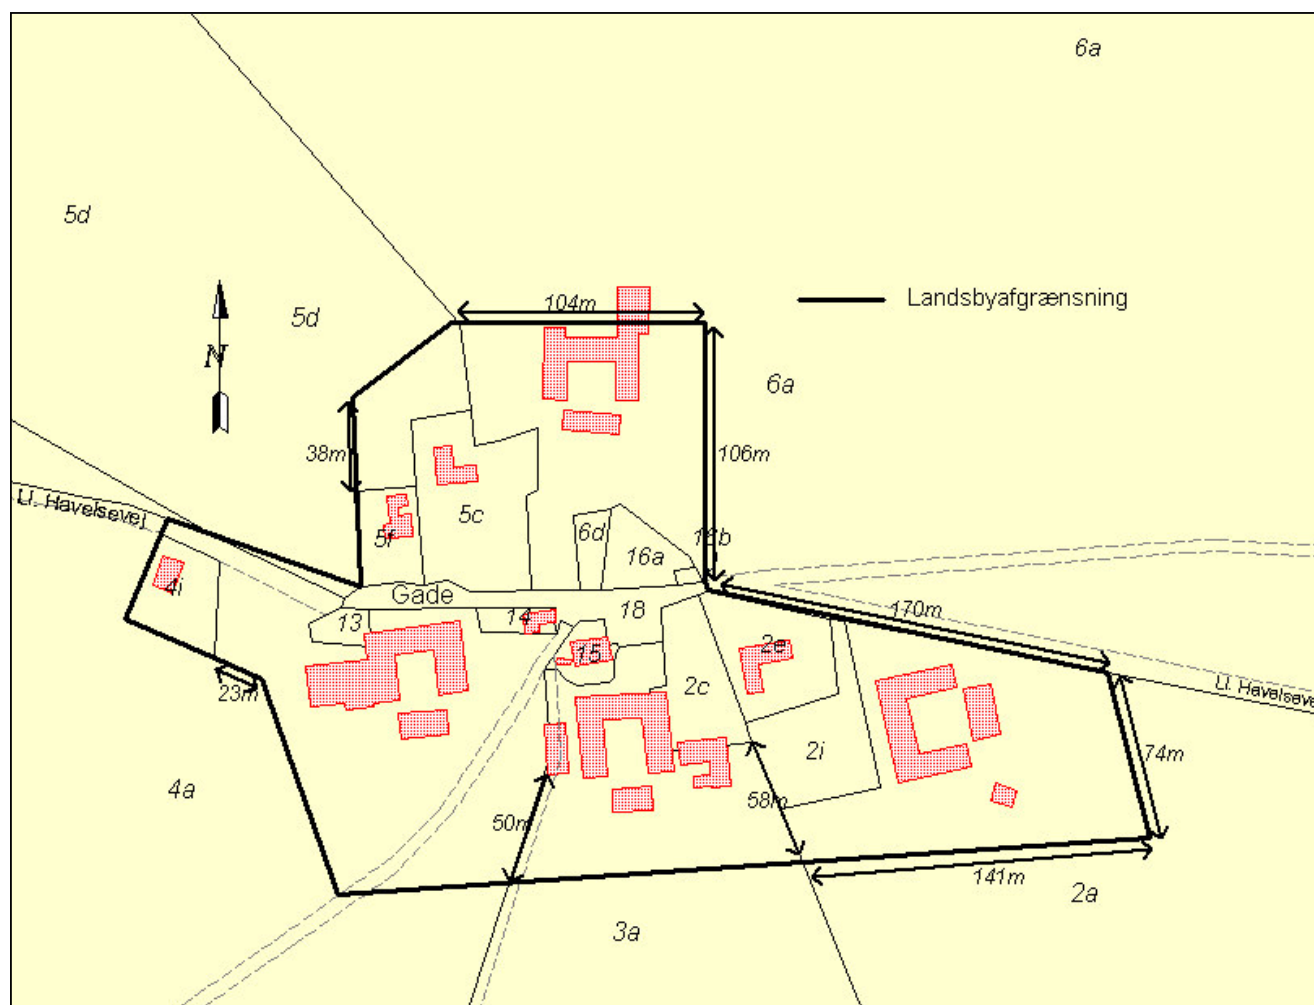 6a
5d
5d
104m
Landsbyafgrænsning
N
6a
38m
106m
Ll. Havelsevej
5c
5f
6d
16b
16a
4i
Gade
170m
13
14
18
15
2e
23m
2c
Ll. Havelseve
4a
2i
74m
58m
50m
141m
2a
3a